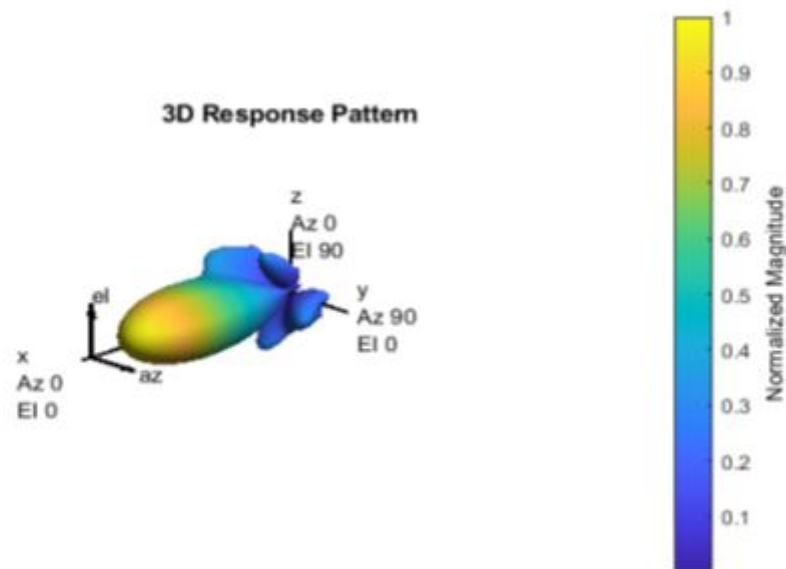 3D Response Pattern
z
Az 0
El 90
y
Az 90
El 0
el
az
x
Az 0
El 0
1
0.9
0.8
0.7
0.6
0.5
0.4
0.3
0.2
0.1
Normalized Magnitude